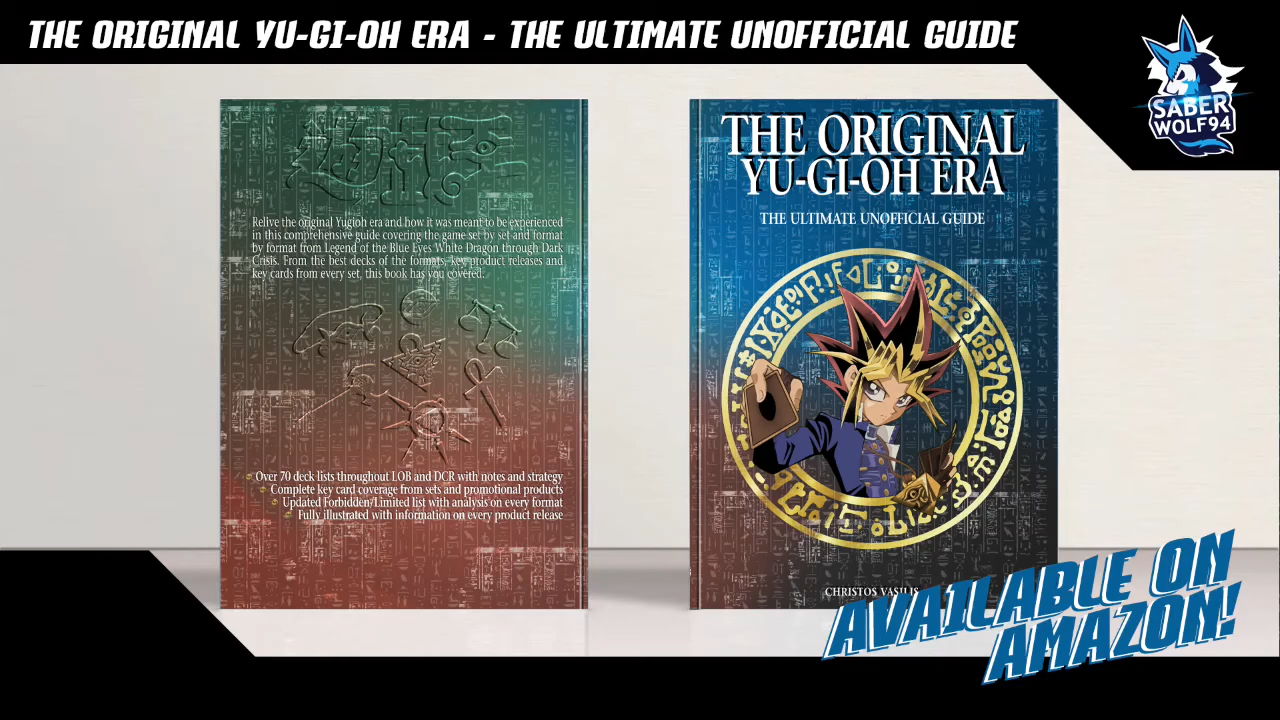 THE ORIGINAL YU-GI-OH ERA - THE ULTIMATE UNOFFICIAL GUIDE
SABER
WOLF94
Relive the original Yugioh era and how it was meant to be experienced
in this comprehensive guide covering the game set by set and format
by format from Legend of the Blue Eyes White Dragon through Dark
Crisis. From the best decks of the formats, key product releases and
key cards from every set, this book has you covered.
Over 70 deck lists throughout LOB and DCR with notes and strategy
Complete key card coverage from sets and promotional products
Updated Forbidden/Limited list with analysis on every format
Fully illustrated with information on every product release
THE ORIGINAL
YU-GI-OH ERA
THE ULTIMATE UNOFFICIAL GUIDE
CHRISTOS VASILIS
AVAILABLE ON
AMAZON!